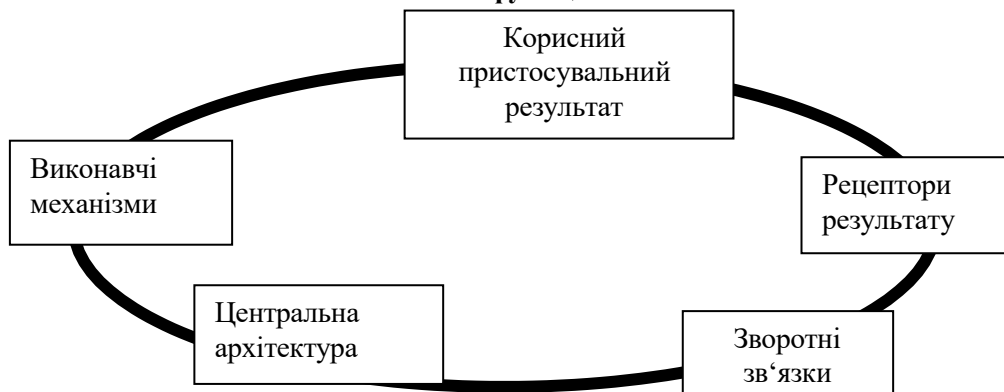 Корисний
пристосувальний
результат
Виконавчі
механізми
Рецептори
результату
Центральна
архітектура
Зворотні
зв‘язки